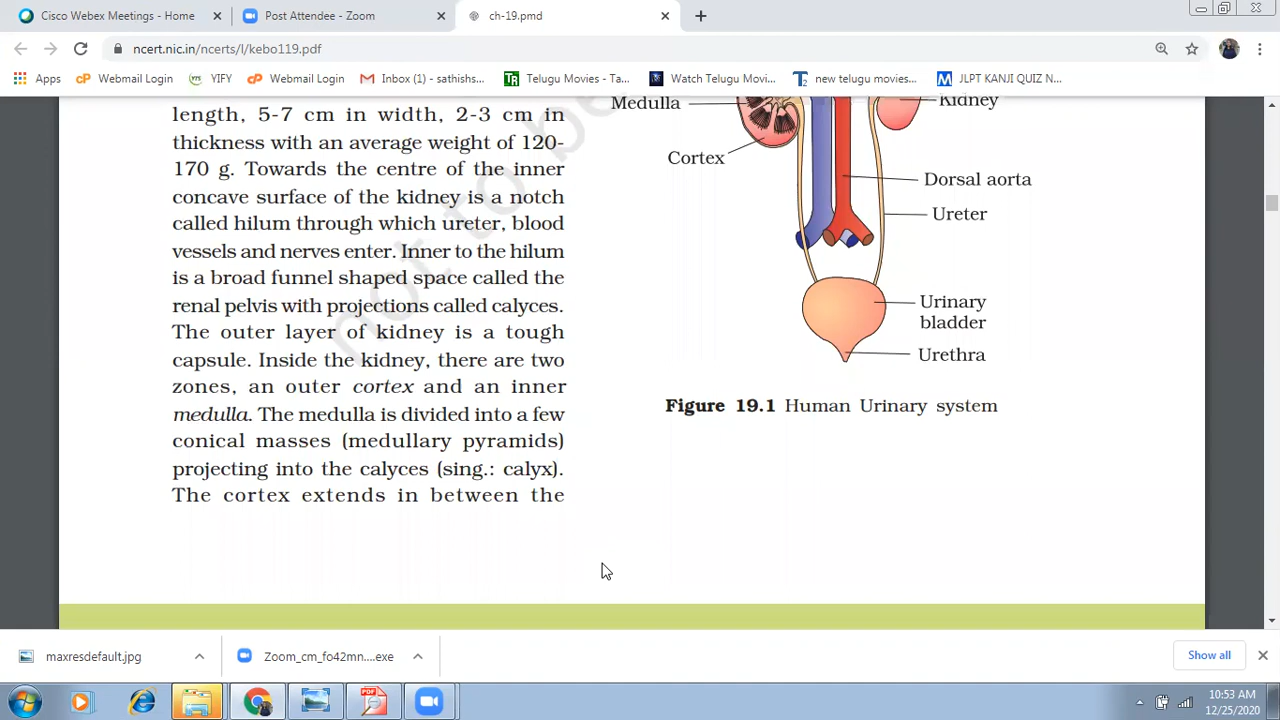 Cisco Webex Meetings - Home
Post Attendee - Zoom
ch-19.pmd
ncert.nic.in/ncerts/l/kebo119.pdf
Apps
Webmail Login
YIFY
Webmail Login
Inbox (1) - sathishs...
Telugu Movies - Ta...
Watch Telugu Movi...
new telugu movies...
JLPT KANJI QUIZ N...
length, 5-7 cm in width, 2-3 cm in
thickness with an average weight of 120-
170 g. Towards the centre of the inner
concave surface of the kidney is a notch
called hilum through which ureter, blood
vessels and nerves enter. Inner to the hilum
is a broad funnel shaped space called the
renal pelvis with projections called calyces.
The outer layer of kidney is a tough
capsule. Inside the kidney, there are two
zones, an outer cortex and an inner
medulla. The medulla is divided into a few
conical masses (medullary pyramids)
projecting into the calyces (sing.: calyx).
The cortex extends in between the
not to be
Medulla
Kidney
Cortex
Dorsal aorta
Ureter
Urinary
bladder
Urethra
Figure 19.1 Human Urinary system
maxresdefault.jpg
Zoom_cm_fo42mn....exe
Show all
10:53 AM
12/25/2020